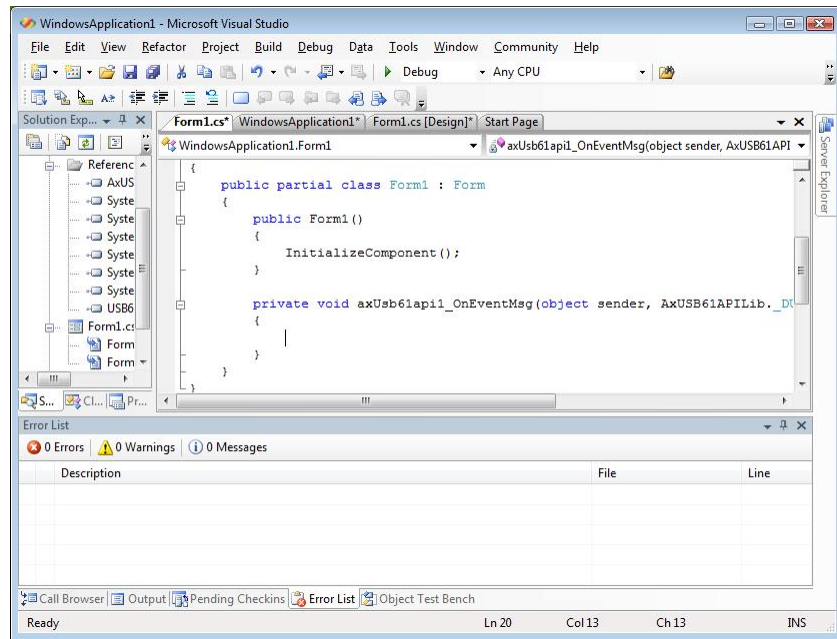 WindowsApplication1 - Microsoft Visual Studio
File Edit View Refactor Project Build Debug Data Tools Window Community Help
Debug Any CPU
Solution Exp...
Form1.cs* WindowsApplication1* Form1.cs [Design]* Start Page
WindowsApplication1.Form1 axUsb61api1_OnEventMsg(object sender, AxUSB61API
Server Explorer
Referenc
AxUS
Syste
Syste
Syste
Syste
Syste
Syste
USB6
Form1.cs
Form
Form
S... Cl... Pr...
{
public partial class Form1 : Form
{
public Form1()
{
InitializeComponent();
}
private void axUsb61api1_OnEventMsg(object sender, AxUSB61APILib._DU
{
}
}
}
Error List
0 Errors 0 Warnings 0 Messages
Description File Line
Call Browser Output Pending Checkins Error List Object Test Bench
Ready Ln 20 Col 13 Ch 13 INS